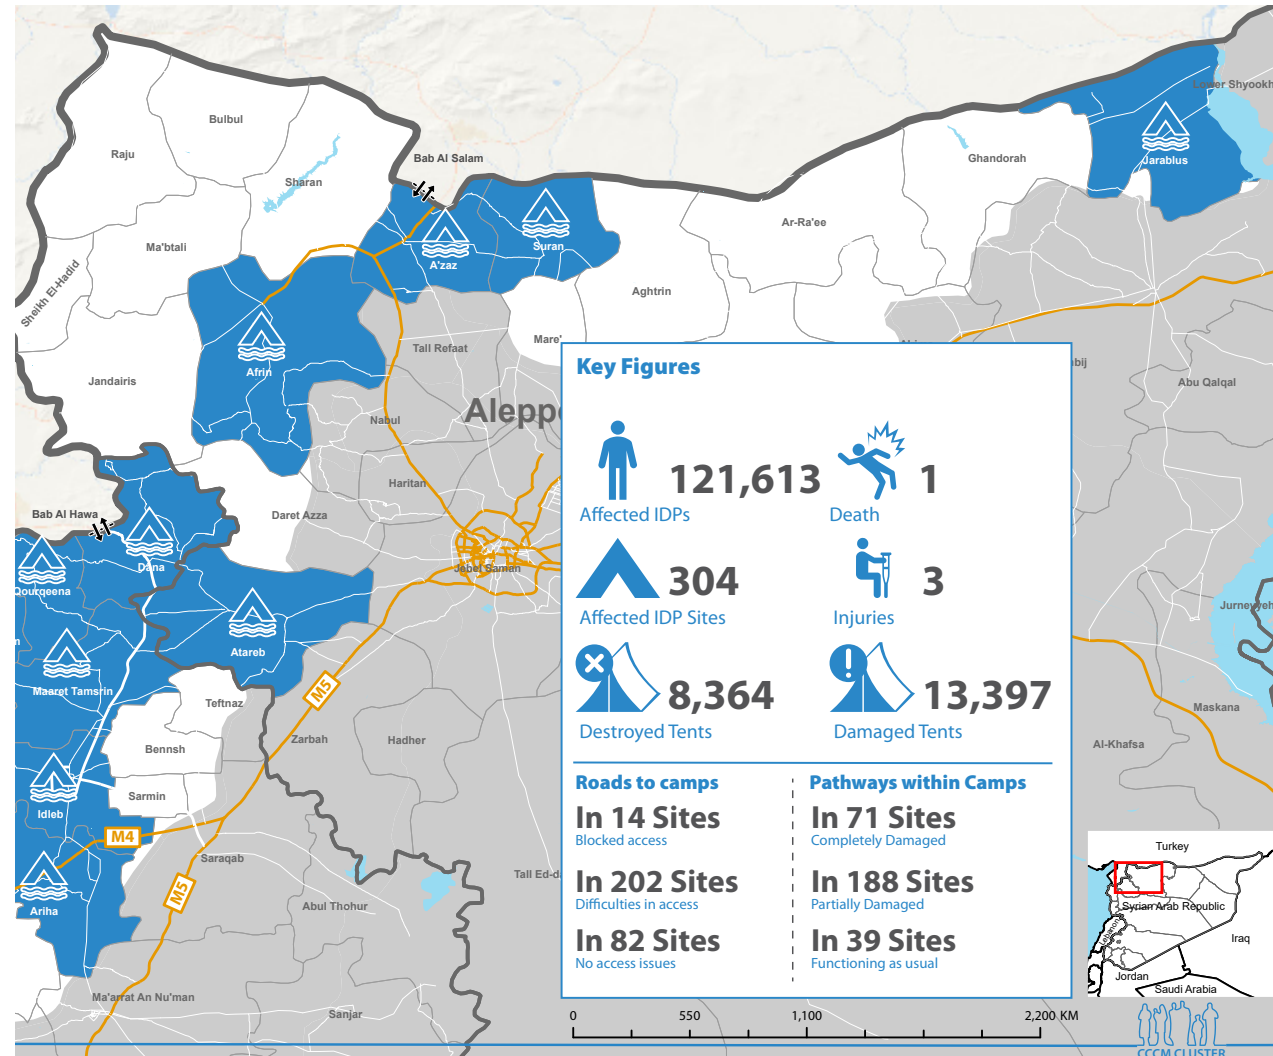 Lower Shyookh
Bulbul
Raju
Sharan
Bab Al Salam
Ghandorah
Jarablus
Ma'btali
Ar-Ra'ee
Suran
A'zaz
Sheikh El-Hadid
Aghtrin
Mare'
Tall Refaat
Afrin
Jandairis
Abu Qalqal
Nabul
Aleppo
Haritan
Bab Al Hawa
Daret Azza
Dana
Jebel Saman
Qourqeena
Atareb
Maaret Tamsrin
Jurneyyeh
M5
Teftnaz
Zarbah
Hadher
Bennsh
Maskana
Al-Khafsa
Sarmin
Idleb
M4
Saraqab
M5
Abul Thohur
Ariha
Ma'arrat An Nu'man
Sanjar
Key Figures
121,613
Affected IDPs
1
Death
304
Affected IDP Sites
3
Injuries
8,364
Destroyed Tents
13,397
Damaged Tents
Roads to camps
In 14 Sites
Blocked access
In 202 Sites
Difficulties in access
In 82 Sites
No access issues
Pathways within Camps
In 71 Sites
Completely Damaged
In 188 Sites
Partially Damaged
In 39 Sites
Functioning as usual
0 550 1,100 2,200 KM
Turkey
Syrian Arab Republic
Lebanon
Iraq
Jordan
Saudi Arabia
CCCM CLUSTER